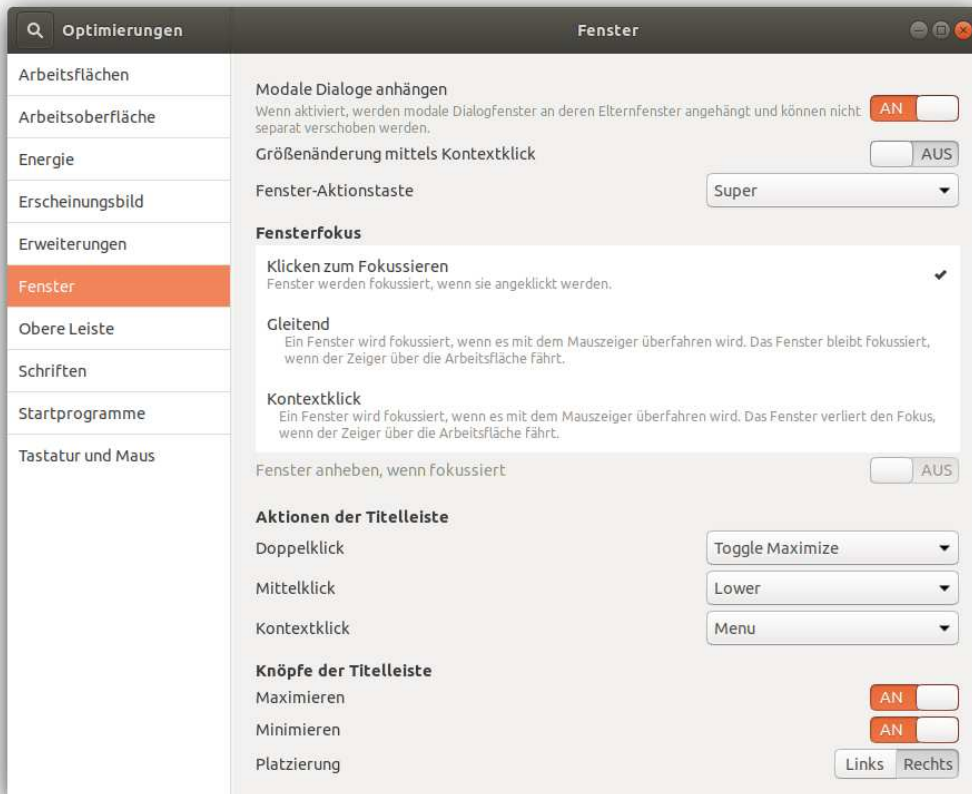 Optimierungen
Fenster
Arbeitsflächen
Arbeitsoberfläche
Energie
Erscheinungsbild
Erweiterungen
Fenster
Obere Leiste
Schriften
Startprogramme
Tastatur und Maus
Modale Dialoge anhängen
Wenn aktiviert, werden modale Dialogfenster an deren Elternfenster angehängt und können nicht
separat verschoben werden.
AN
Größenänderung mittels Kontextklick
AUS
Fenster-Aktionstaste
Super
Fensterfokus
Klicken zum Fokussieren
Fenster werden fokussiert, wenn sie angeklickt werden.
Gleitend
Ein Fenster wird fokussiert, wenn es mit dem Mauszeiger überfahren wird. Das Fenster bleibt fokussiert,
wenn der Zeiger über die Arbeitsfläche fährt.
Kontextklick
Ein Fenster wird fokussiert, wenn es mit dem Mauszeiger überfahren wird. Das Fenster verliert den Fokus,
wenn der Zeiger über die Arbeitsfläche fährt.
Fenster anheben, wenn fokussiert
AUS
Aktionen der Titelleiste
Doppelklick
Toggle Maximize
Mittelklick
Lower
Kontextklick
Menu
Knöpfe der Titelleiste
Maximieren
AN
Minimieren
AN
Platzierung
Links
Rechts